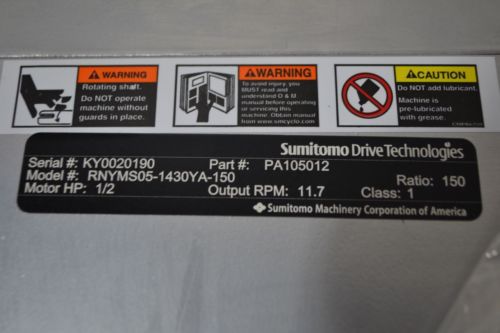 WARNING
Rotating shaft.
Do NOT operate
machine without
guards in place.
WARNING
To avoid injury, you
MUST read and
understand O & M
manual before operating
or servicing this
machine. Obtain manual
from www.smcyclo.com
CAUTION
Do NOT add lubricant.
Machine is
pre-lubricated
with grease.
Sumitomo Drive Technologies
Serial #: KY0020190
Part #: PA105012
Model #: RNYMS05-1430YA-150
Ratio: 150
Motor HP: 1/2
Output RPM: 11.7
Class: 1
Sumitomo Machinery Corporation of America